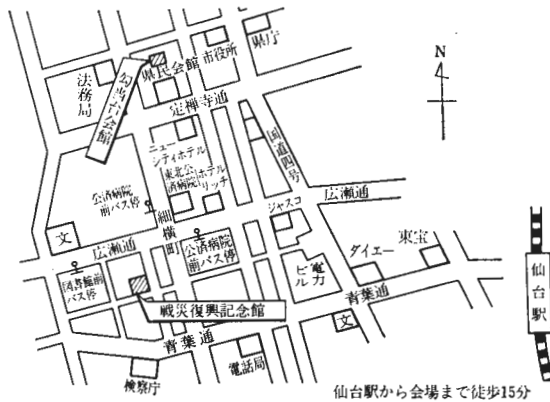 県庁
市役所
県民会館
法務局
勾当台会館
定禅寺通
N
ニュー
シティホテル
東北公
済病院
ホテル
リッチ
国道四号
公済病院
前バス停
細横町
ジャスコ
広瀬通
文
広瀬通
公済病院
前バス停
東宝
ダイエー
電力
ビル
図書館前
バス停
青葉通
仙台駅
戦災復興記念館
青葉通
文
電話局
検察庁
仙台駅から会場まで徒歩15分